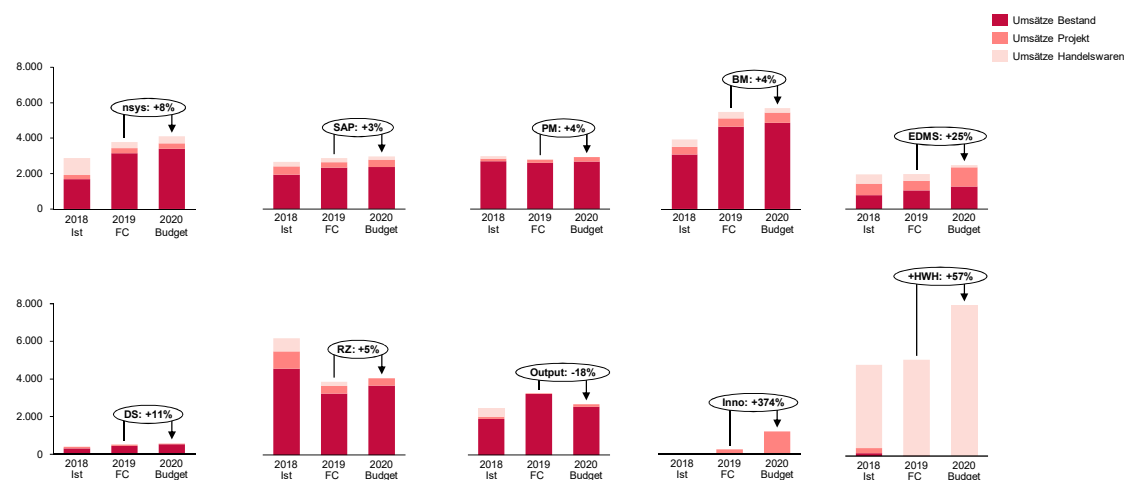 Umsätze Bestand
Umsätze Projekt
Umsätze Handelswaren
8.000
6.000
4.000
2.000
0
nsys: +8%
2018
Ist
2019
FC
2020
Budget
SAP: +3%
2018
Ist
2019
FC
2020
Budget
PM: +4%
2018
Ist
2019
FC
2020
Budget
BM: +4%
2018
Ist
2019
FC
2020
Budget
EDMS: +25%
2018
Ist
2019
FC
2020
Budget
8.000
6.000
4.000
2.000
0
DS: +11%
2018
Ist
2019
FC
2020
Budget
RZ: +5%
2018
Ist
2019
FC
2020
Budget
Output: -18%
2018
Ist
2019
FC
2020
Budget
Inno: +374%
2018
Ist
2019
FC
2020
Budget
+HWH: +57%
2018
Ist
2019
FC
2020
Budget